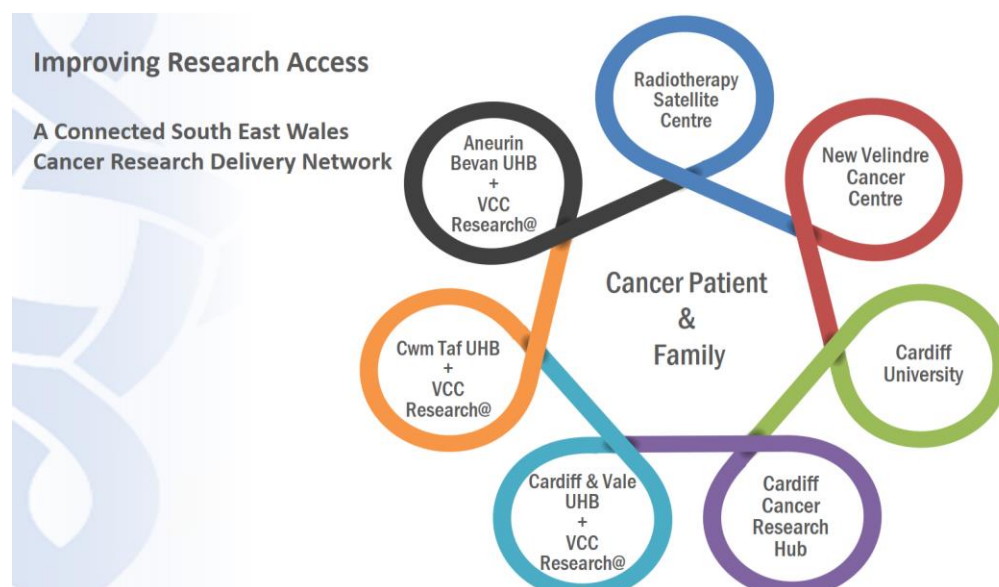 Improving Research Access
A Connected South East Wales
Cancer Research Delivery Network
Radiotherapy
Satellite
Centre
New Velindre
Cancer
Centre
Cardiff
University
Cardiff
Cancer
Research
Hub
Cardiff & Vale
UHB
+
VCC
Research@
Cwm Taf UHB
+
VCC
Research@
Aneurin
Bevan UHB
+
VCC
Research@
Cancer Patient
&
Family